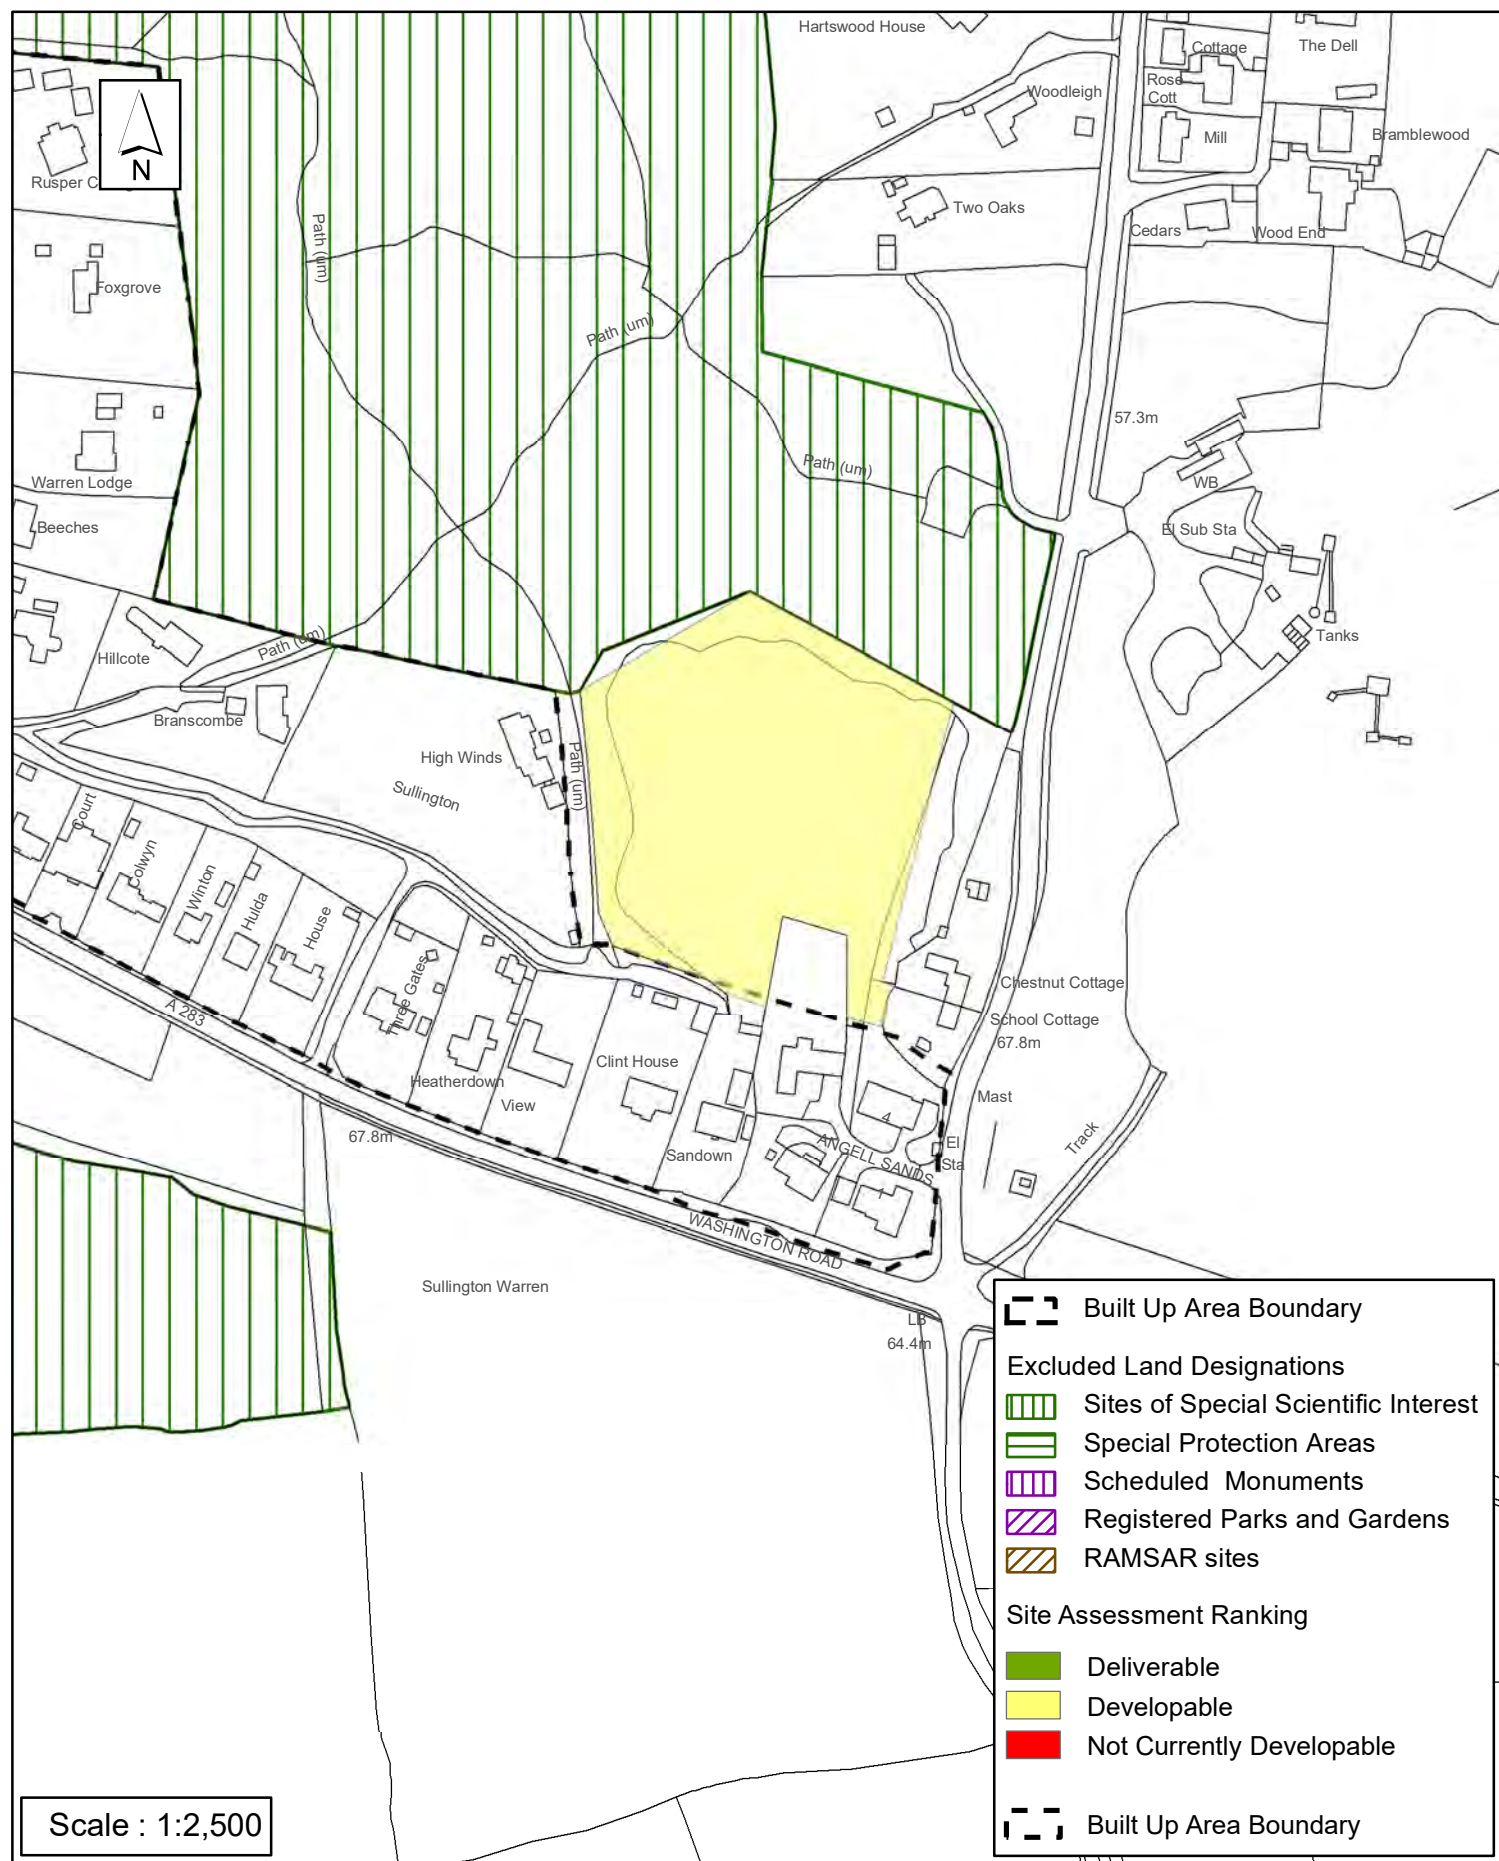 Hartswood House
Cottage
The Dell
Rose
Cott
Woodleigh
Mill
Bramblewood
N
Rusper C
Two Oaks
Cedars
Wood End
Path (um)
Foxgrove
Path (um)
57.3m
Warren Lodge
Path (um)
WB
Beeches
El Sub Sta
Tanks
Hillcote
Path (um)
Branscombe
High Winds
Path (um)
Sullington
Court
Colwyn
Winton
Hulda
House
Three Gates
A 283
Chestnut Cottage
School Cottage
67.8m
Clint House
Heatherdown
View
Mast
4
67.8m
Sandown
ANGELL SANDS
El
Sta
Track
1
WASHINGTON ROAD
Sullington Warren
LB
64.4m
Built Up Area Boundary
Excluded Land Designations
Sites of Special Scientific Interest
Special Protection Areas
Scheduled Monuments
Registered Parks and Gardens
RAMSAR sites
Site Assessment Ranking
Deliverable
Developable
Not Currently Developable
Built Up Area Boundary
Scale : 1:2,500